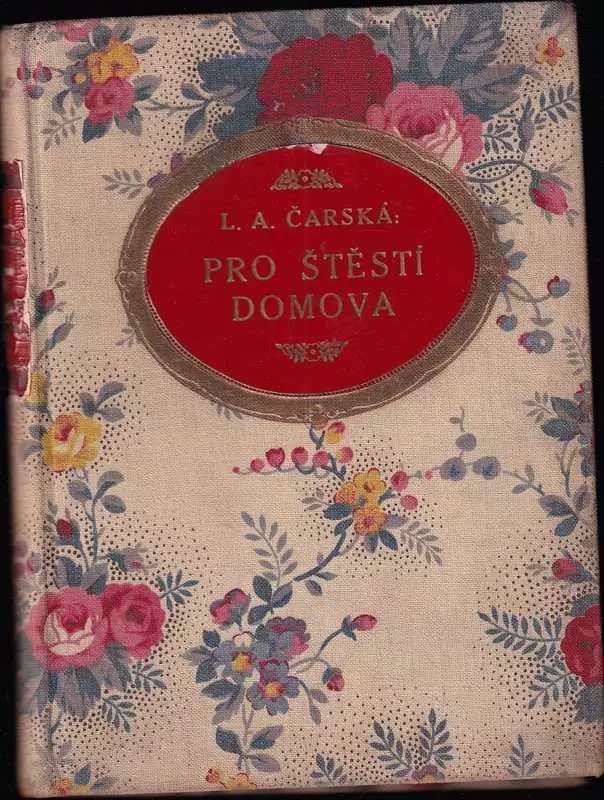 L. A. ČARSKÁ:
PRO ŠTĚSTÍ
DOMOVA